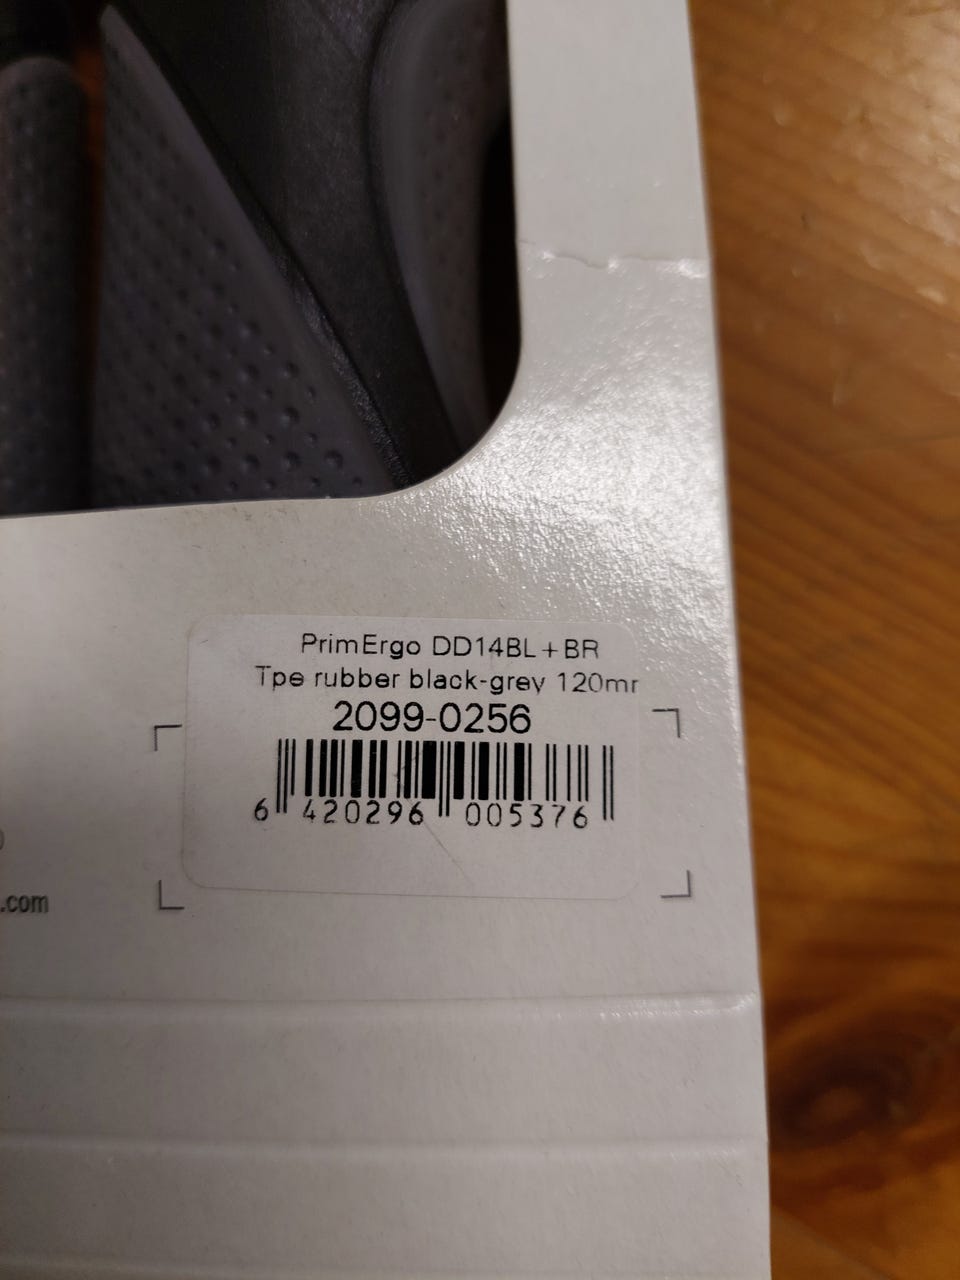 PrimErgo DD14BL+BR
Tpe rubber black-grey 120mr
2099-0256
6 420296 005376
.com